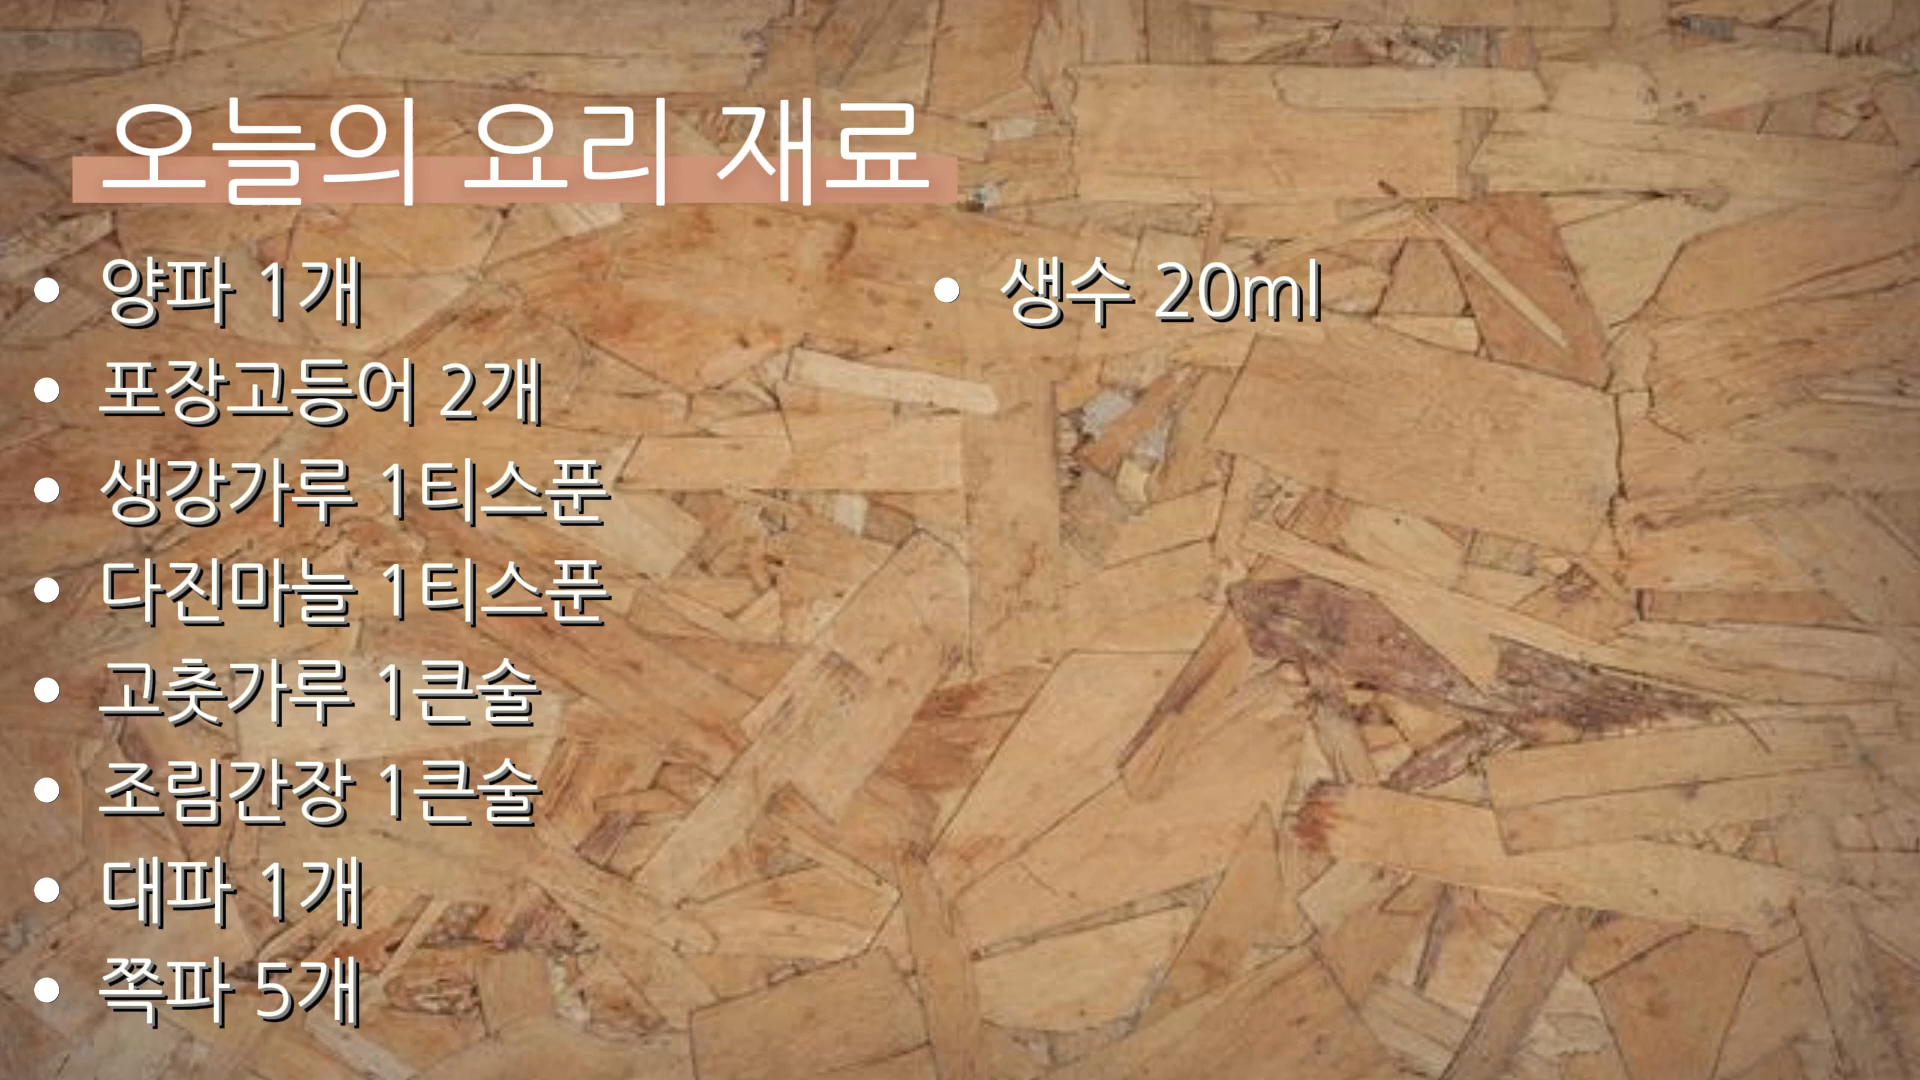 오늘의 요리 재료
양파 1개
포장고등어 2개
생강가루 1티스푼
다진마늘 1티스푼
고춧가루 1큰술
조림간장 1큰술
대파 1개
쪽파 5개
생수 20ml